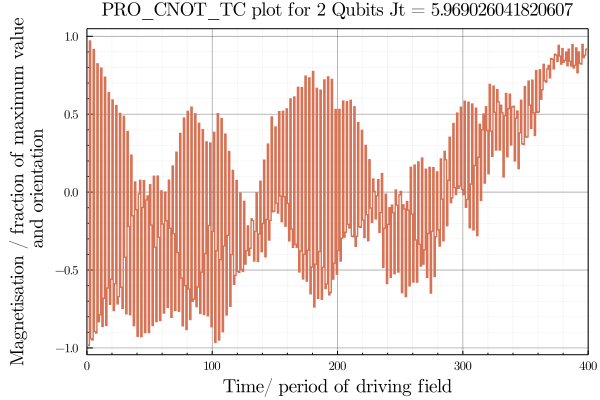 PRO_CNOT_TC plot for 2 Qubits Jt = 5.969026041820607
Magnetisation / fraction of maximum value
and orientation
1.0
0.5
0.0
−0.5
−1.0
0 100 200 300 400
Time/ period of driving field